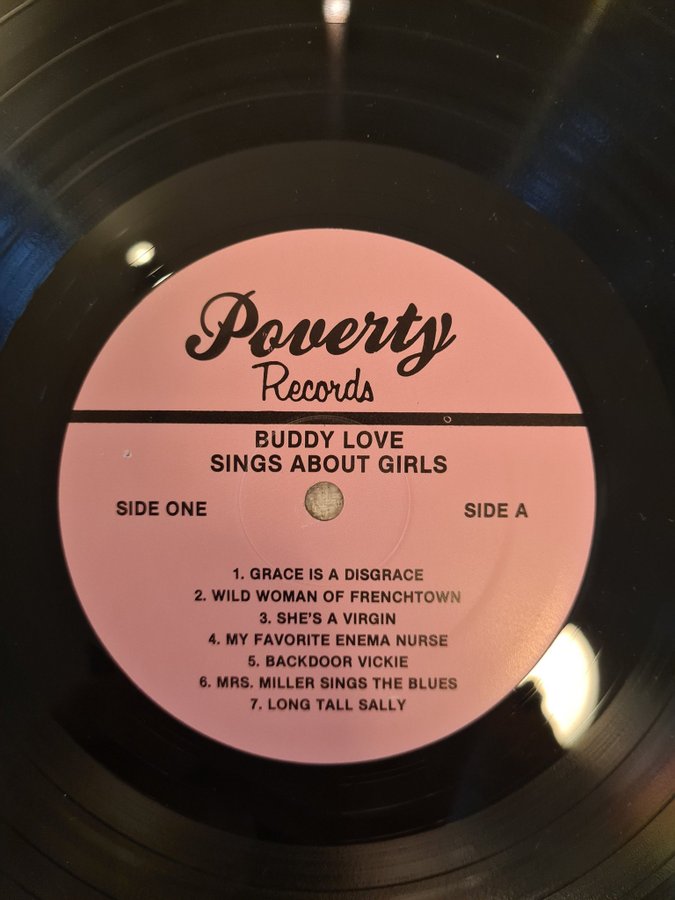 Poverty
Records
BUDDY LOVE
SINGS ABOUT GIRLS
SIDE ONE SIDE A
1. GRACE IS A DISGRACE
2. WILD WOMAN OF FRENCHTOWN
3. SHE'S A VIRGIN
4. MY FAVORITE ENEMA NURSE
5. BACKDOOR VICKIE
6. MRS. MILLER SINGS THE BLUES
7. LONG TALL SALLY